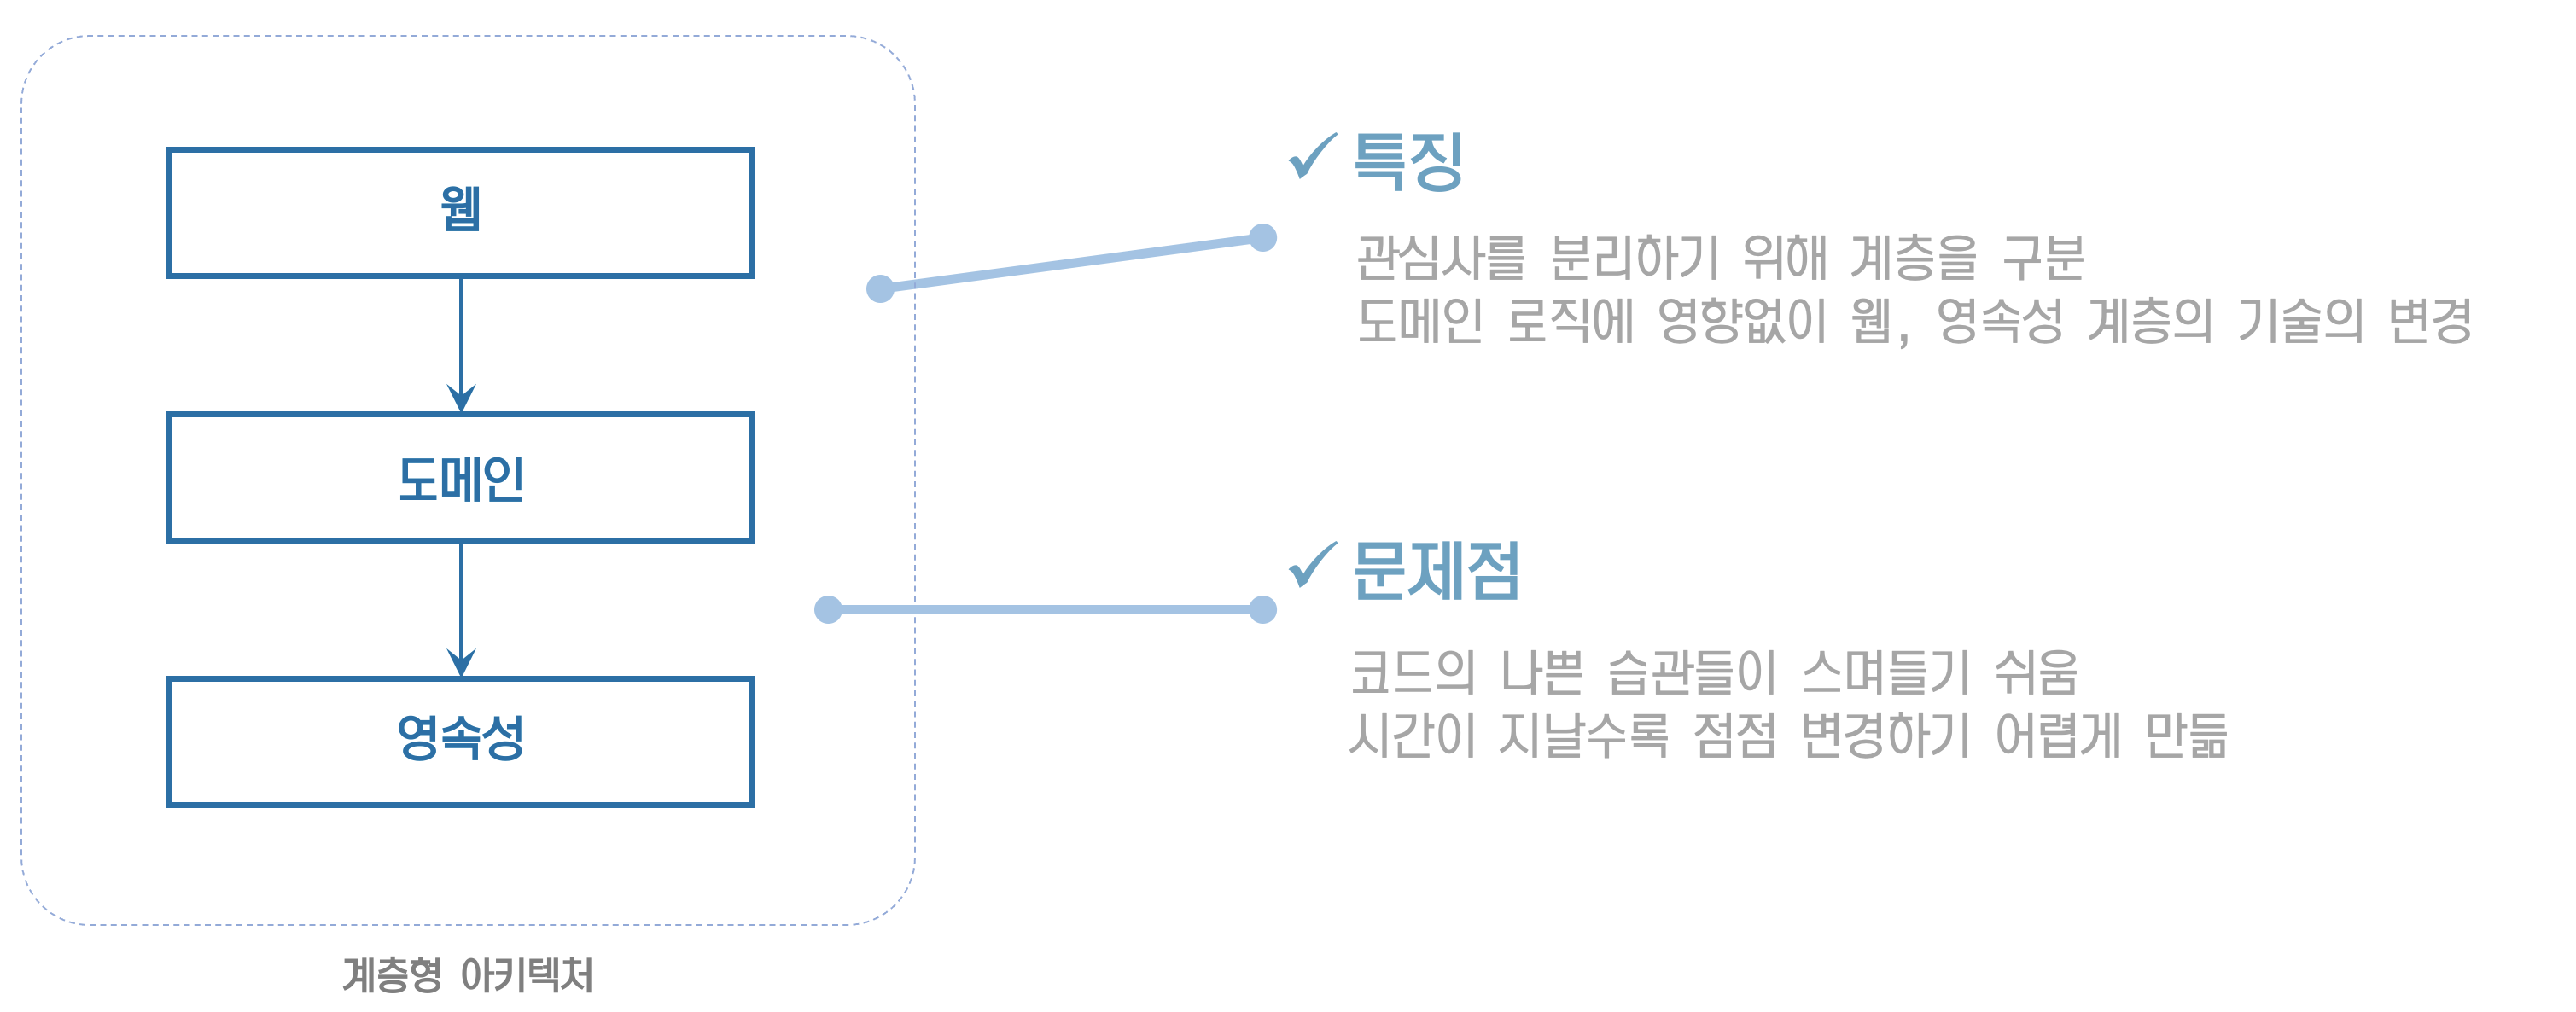 웹
도메인
영속성
계층형 아키텍처
특징
관심사를 분리하기 위해 계층을 구분
도메인 로직에 영향없이 웹, 영속성 계층의 기술의 변경
문제점
코드의 나쁜 습관들이 스며들기 쉬움
시간이 지날수록 점점 변경하기 어렵게 만듦